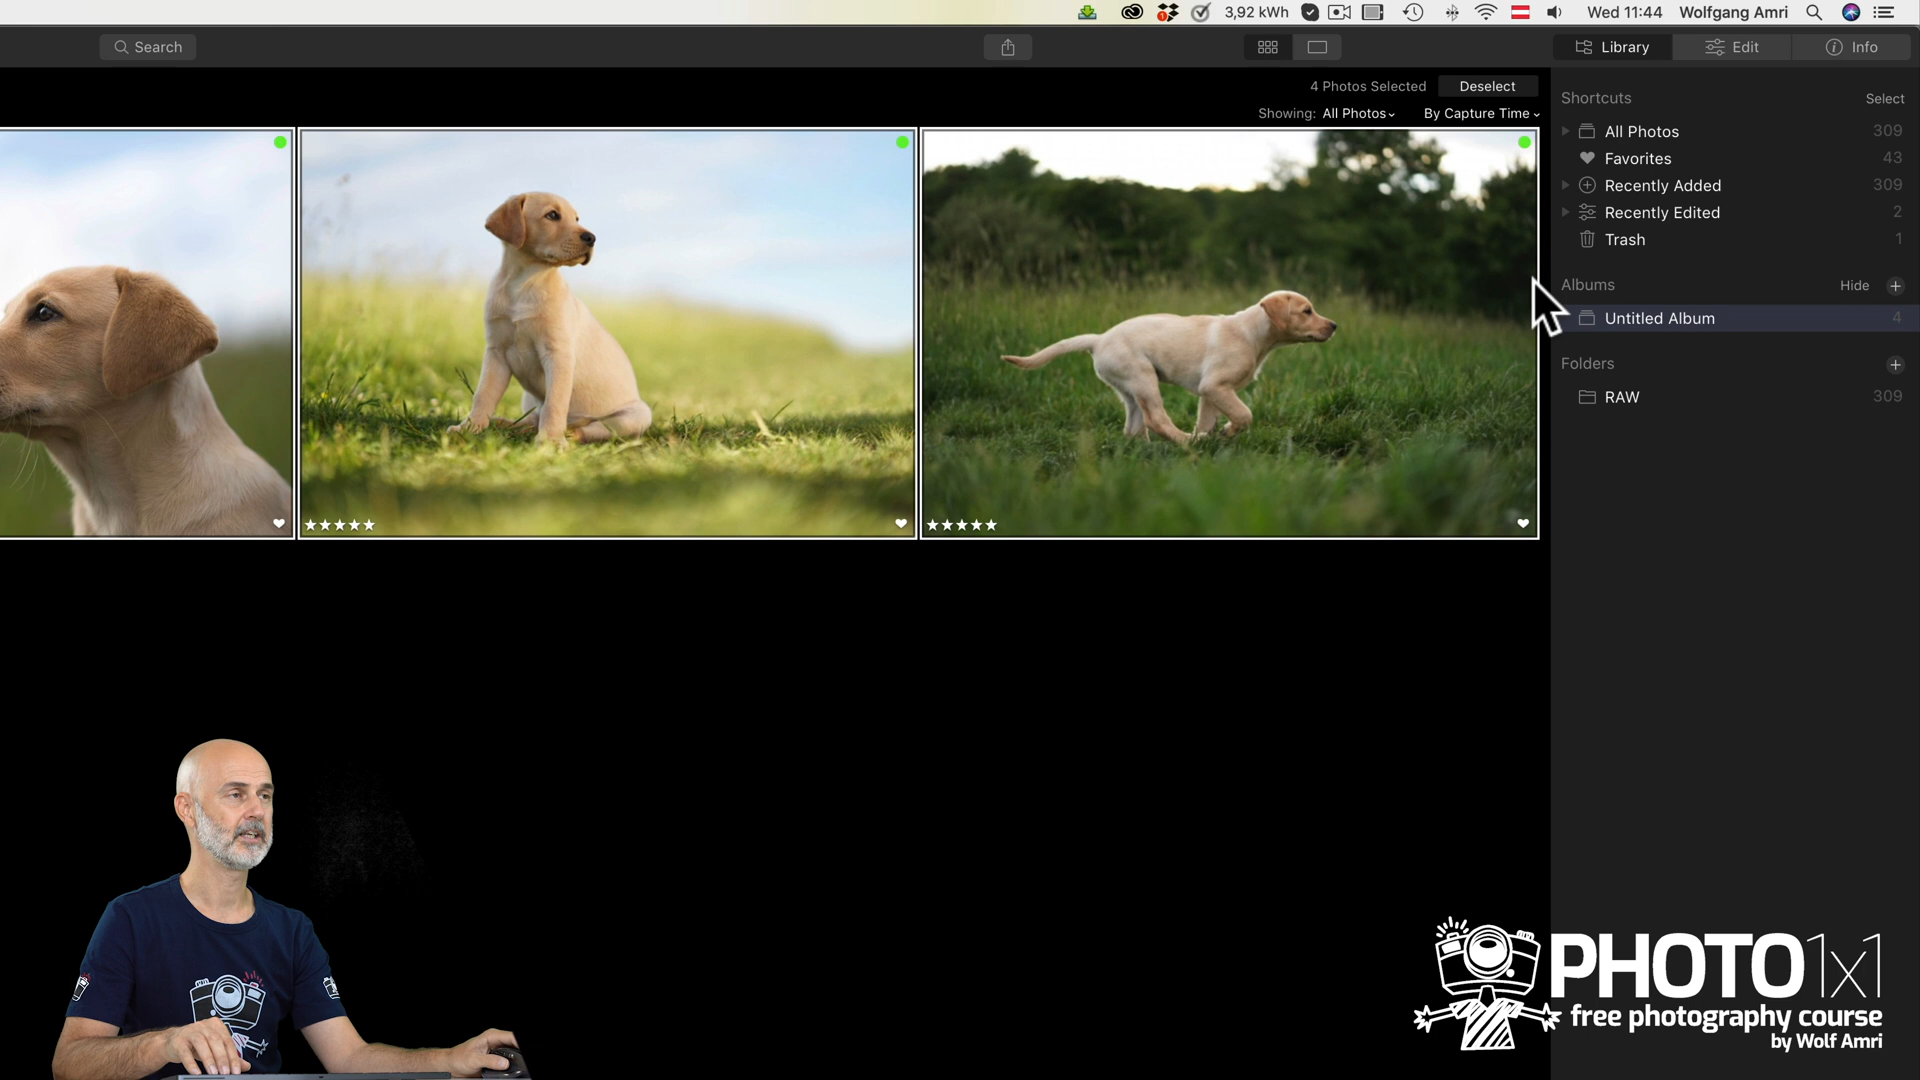 3,92 kWh
Wed 11:44
Wolfgang Amri
Search
Library
Edit
Info
4 Photos Selected
Deselect
Showing: All Photos
By Capture Time
Shortcuts
Select
All Photos
309
Favorites
43
Recently Added
309
Recently Edited
2
Trash
1
Albums
Hide
Untitled Album
4
Folders
RAW
309
PHOTO1x1
free photography course
by Wolf Amri